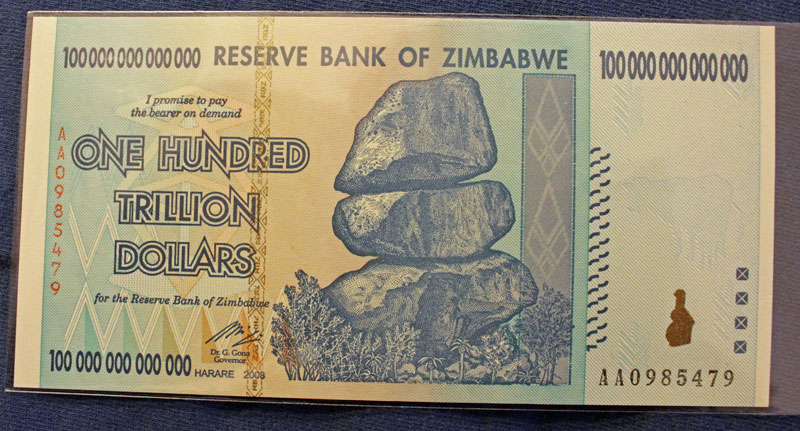 100 000 000 000 000 RESERVE BANK OF ZIMBABWE 100 000 000 000 000
I promise to pay
the bearer on demand
AA0985479
ONE HUNDRED
TRILLION
DOLLARS
for the Reserve Bank of Zimbabwe
Dr. G. Gono
Governor
100 000 000 000 000
HARARE 2008
AA0985479